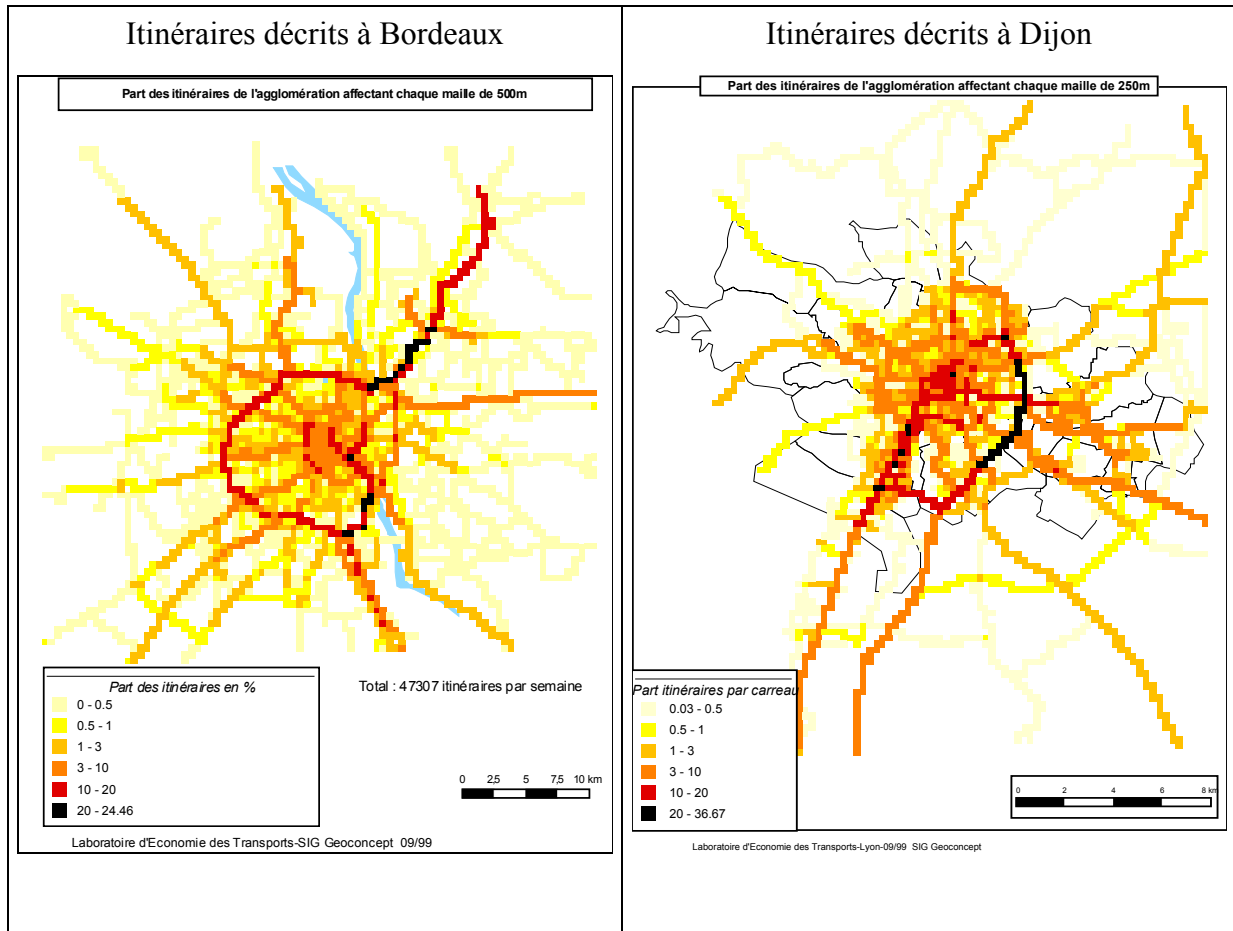 Itinéraires décrits à Bordeaux
Part des itinéraires de l'agglomération affectant chaque maille de 500m
Part des itinéraires en %
0 - 0.5
0.5 - 1
1 - 3
3 - 10
10 - 20
20 - 24.46
Total : 47307 itinéraires par semaine
0 2,5 5 7,5 10 km
Laboratoire d'Economie des Transports-SIG Geoconcept 09/99
Itinéraires décrits à Dijon
Part des itinéraires de l'agglomération affectant chaque maille de 250m
Part itinéraires par carreau
0.03 - 0.5
0.5 - 1
1 - 3
3 - 10
10 - 20
20 - 36.67
0 2 4 6 8 km
Laboratoire d'Economie des Transports-Lyon-09/99 SIG Geoconcept